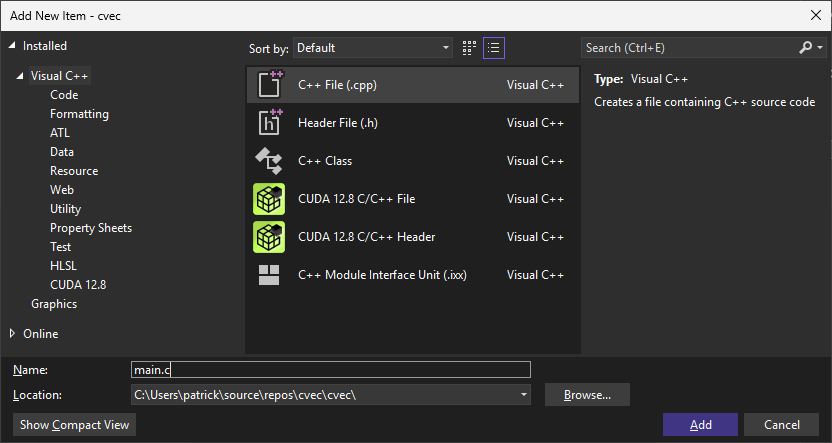 Add New Item - cvec
Installed
Sort by: Default
Search (Ctrl+E)
Visual C++
Code
Formatting
ATL
Data
Resource
Web
Utility
Property Sheets
Test
HLSL
CUDA 12.8
Graphics
Online
C++ File (.cpp) Visual C++
Header File (.h) Visual C++
C++ Class Visual C++
CUDA 12.8 C/C++ File Visual C++
CUDA 12.8 C/C++ Header Visual C++
C++ Module Interface Unit (.ixx) Visual C++
Type: Visual C++
Creates a file containing C++ source code
Name: main.c
Location: C:\Users\patrick\source\repos\cvec\cvec\
Browse...
Show Compact View
Add
Cancel